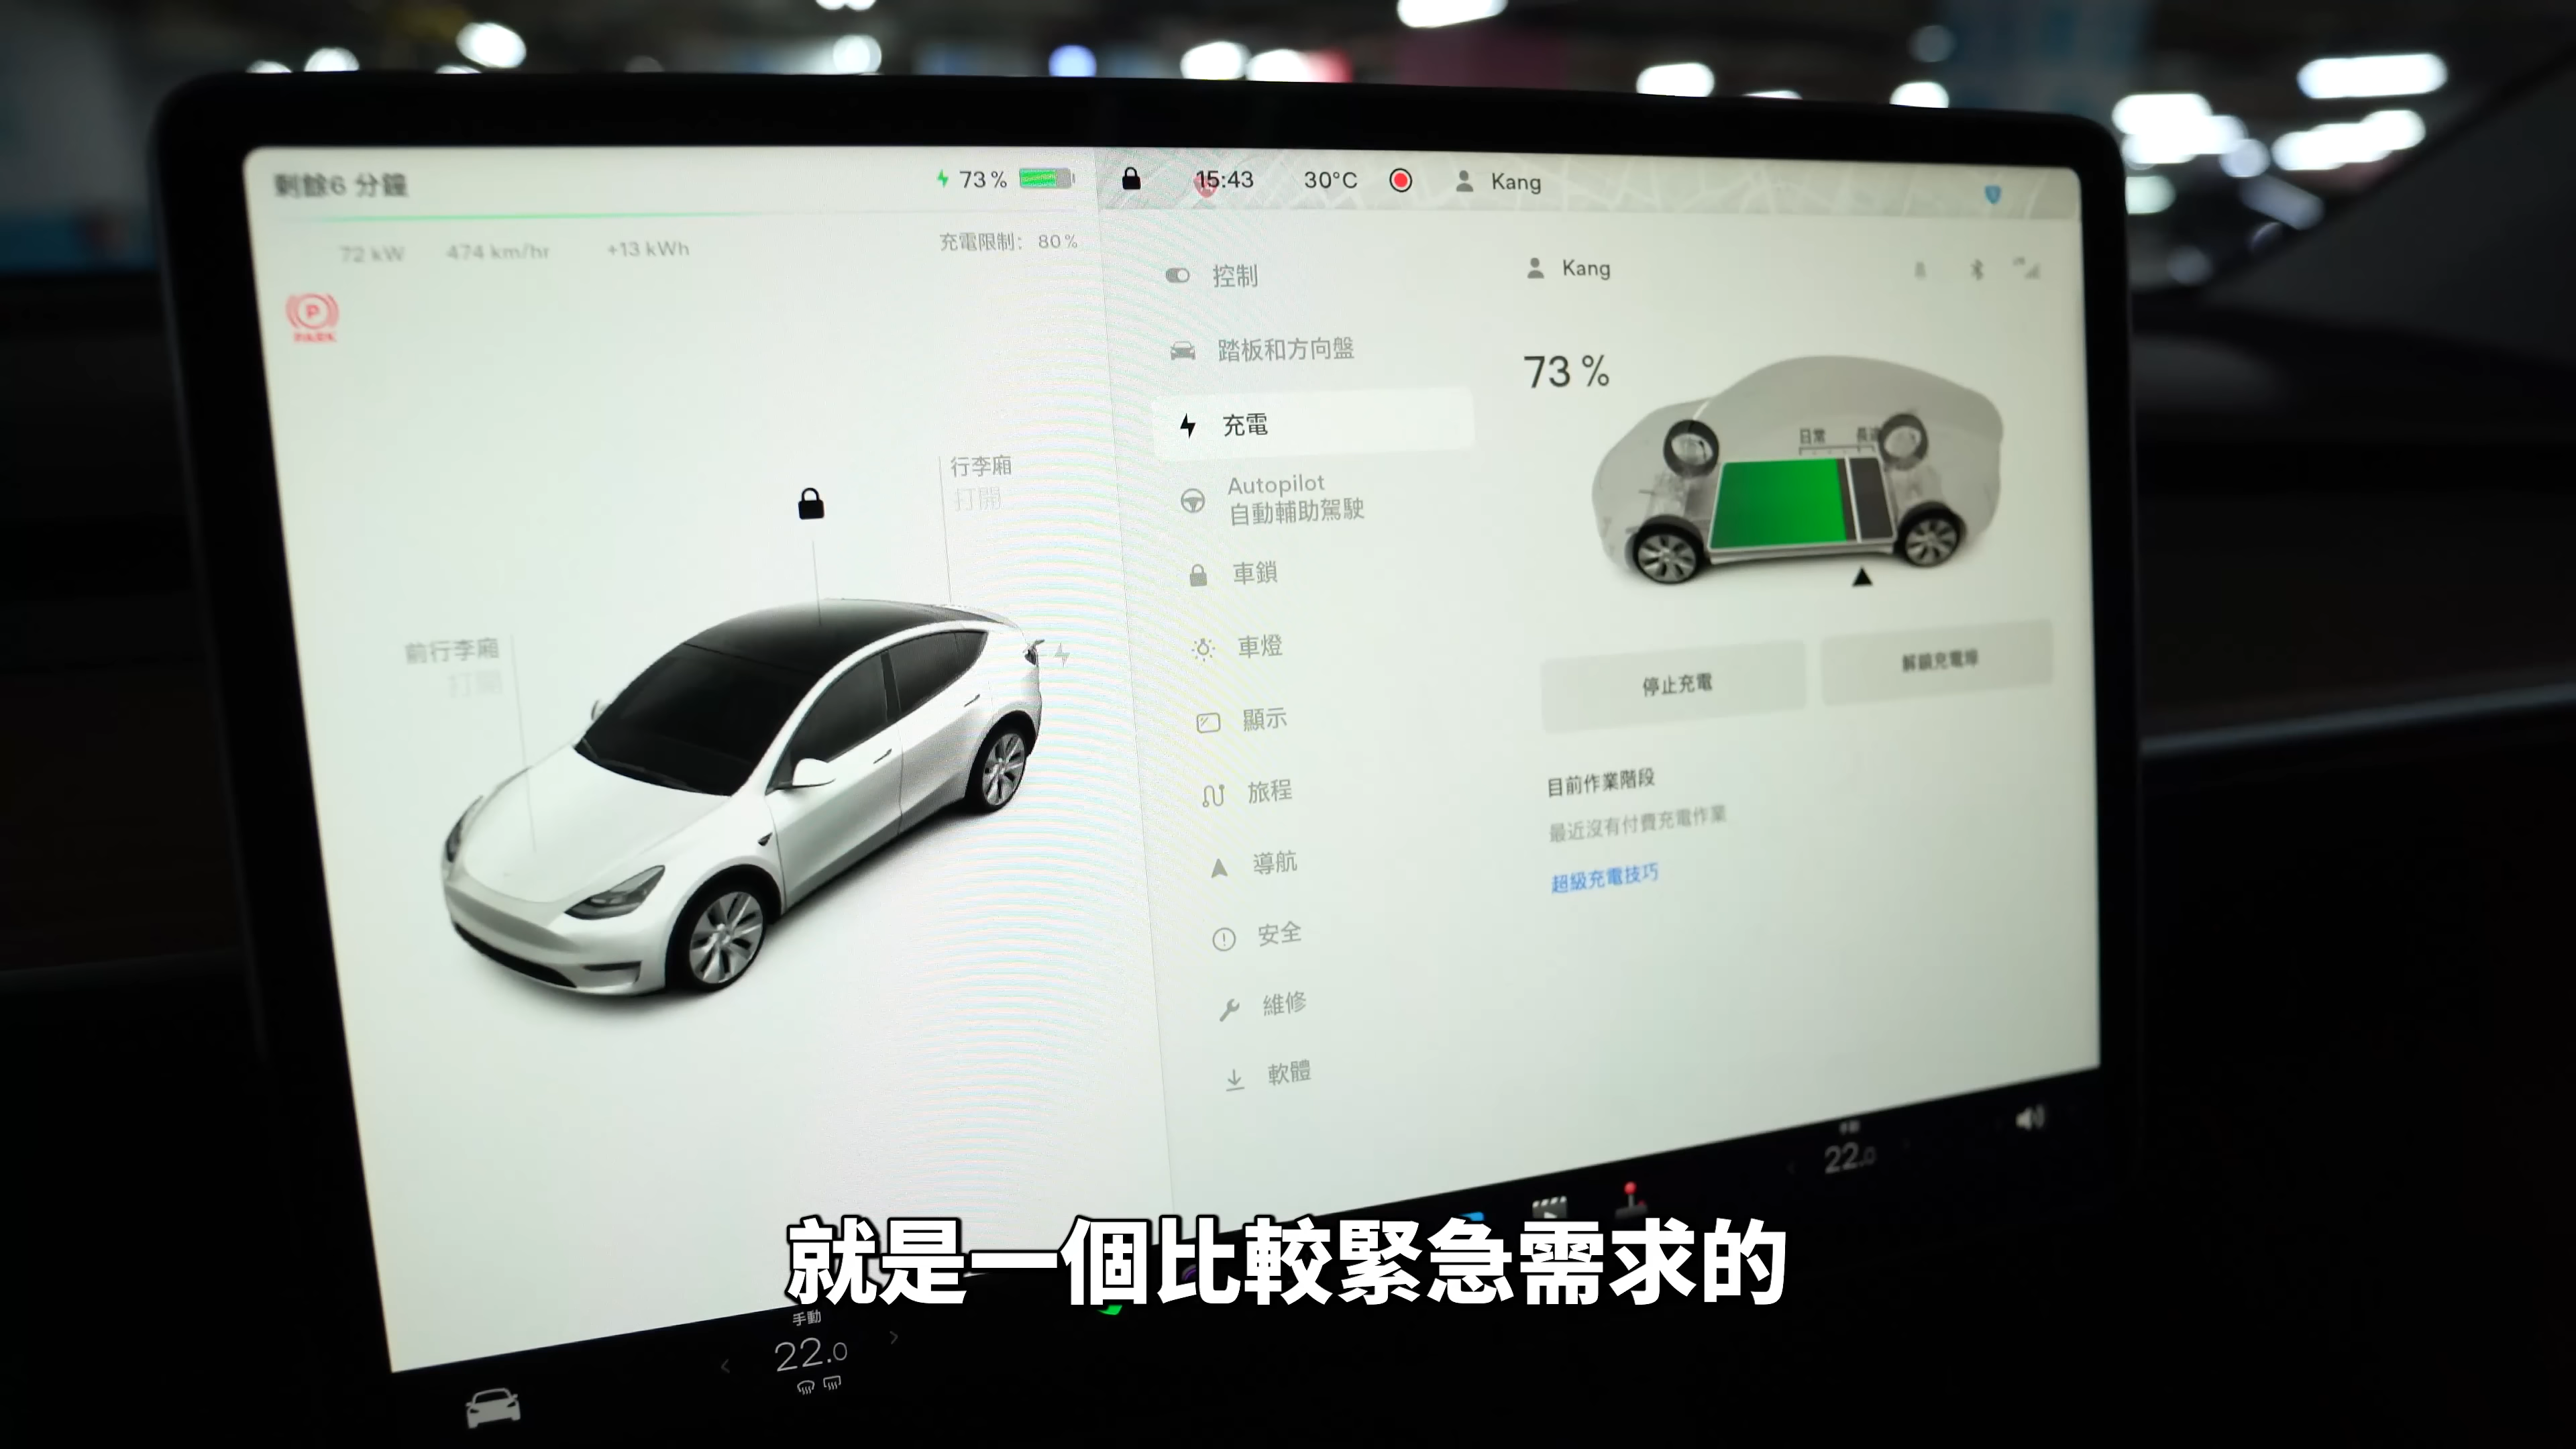 剩餘6 分鐘
73 %
15:43
30°C
Kang
72 kW
474 km/hr
+13 kWh
充電限制: 80 %
P
PARK
行李廂
打開
前行李廂
打開
控制
踏板和方向盤
充電
Autopilot
自動輔助駕駛
車鎖
車燈
顯示
旅程
導航
安全
維修
軟體
Kang
73 %
日常
停止充電
解鎖充電埠
目前作業階段
最近沒有付費充電作業
超級充電技巧
手動
22.0
手動
22.0
就是一個比較緊急需求的